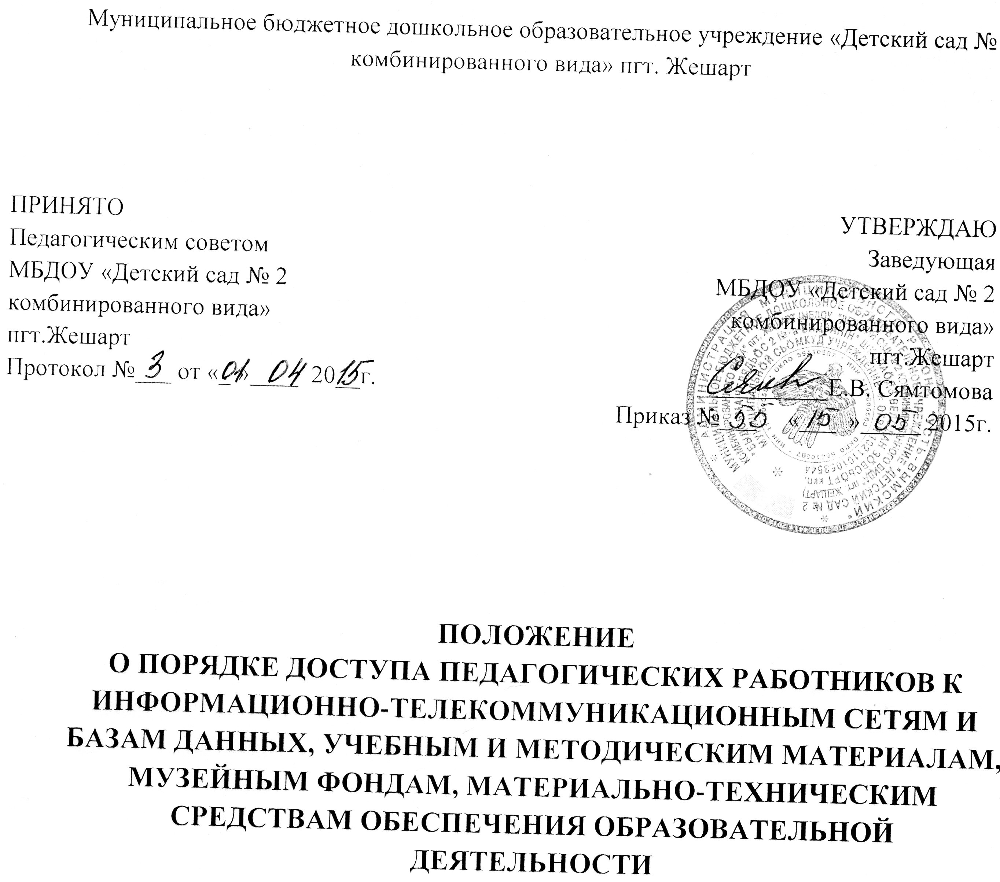 Муниципальное бюджетное дошкольное образовательное учреждение «Детский сад №
комбинированного вида» пгт. Жешарт
ПРИНЯТО
Педагогическим советом
МБДОУ «Детский сад № 2
комбинированного вида»
пгт.Жешарт
Протокол № 3 от «01» 04 2015г.
УТВЕРЖДАЮ
Заведующая
МБДОУ «Детский сад № 2
комбинированного вида»
пгт.Жешарт
Е.В. Сямтомова
Приказ № 35 «15» 05 2015г.
ПОЛОЖЕНИЕ
О ПОРЯДКЕ ДОСТУПА ПЕДАГОГИЧЕСКИХ РАБОТНИКОВ К
ИНФОРМАЦИОННО-ТЕЛЕКОММУНИКАЦИОННЫМ СЕТЯМ И
БАЗАМ ДАННЫХ, УЧЕБНЫМ И МЕТОДИЧЕСКИМ МАТЕРИАЛАМ,
МУЗЕЙНЫМ ФОНДАМ, МАТЕРИАЛЬНО-ТЕХНИЧЕСКИМ
СРЕДСТВАМ ОБЕСПЕЧЕНИЯ ОБРАЗОВАТЕЛЬНОЙ
ДЕЯТЕЛЬНОСТИ